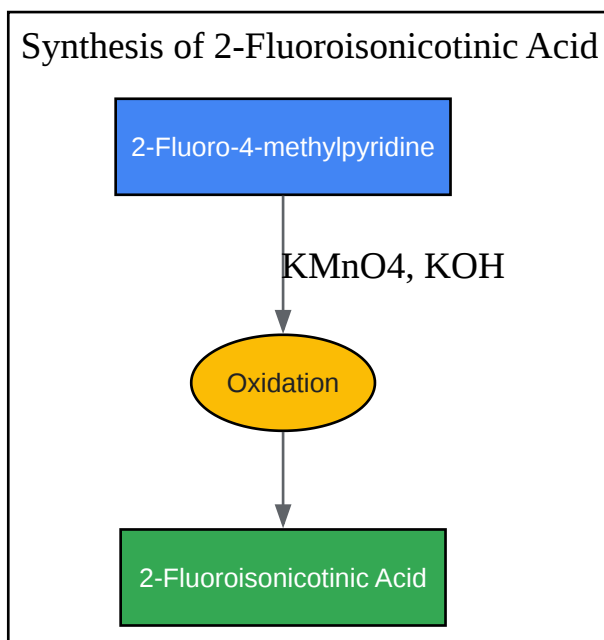 Synthesis of 2-Fluoroisonicotinic Acid
2-Fluoro-4-methylpyridine
KMnO4, KOH
Oxidation
2-Fluoroisonicotinic Acid